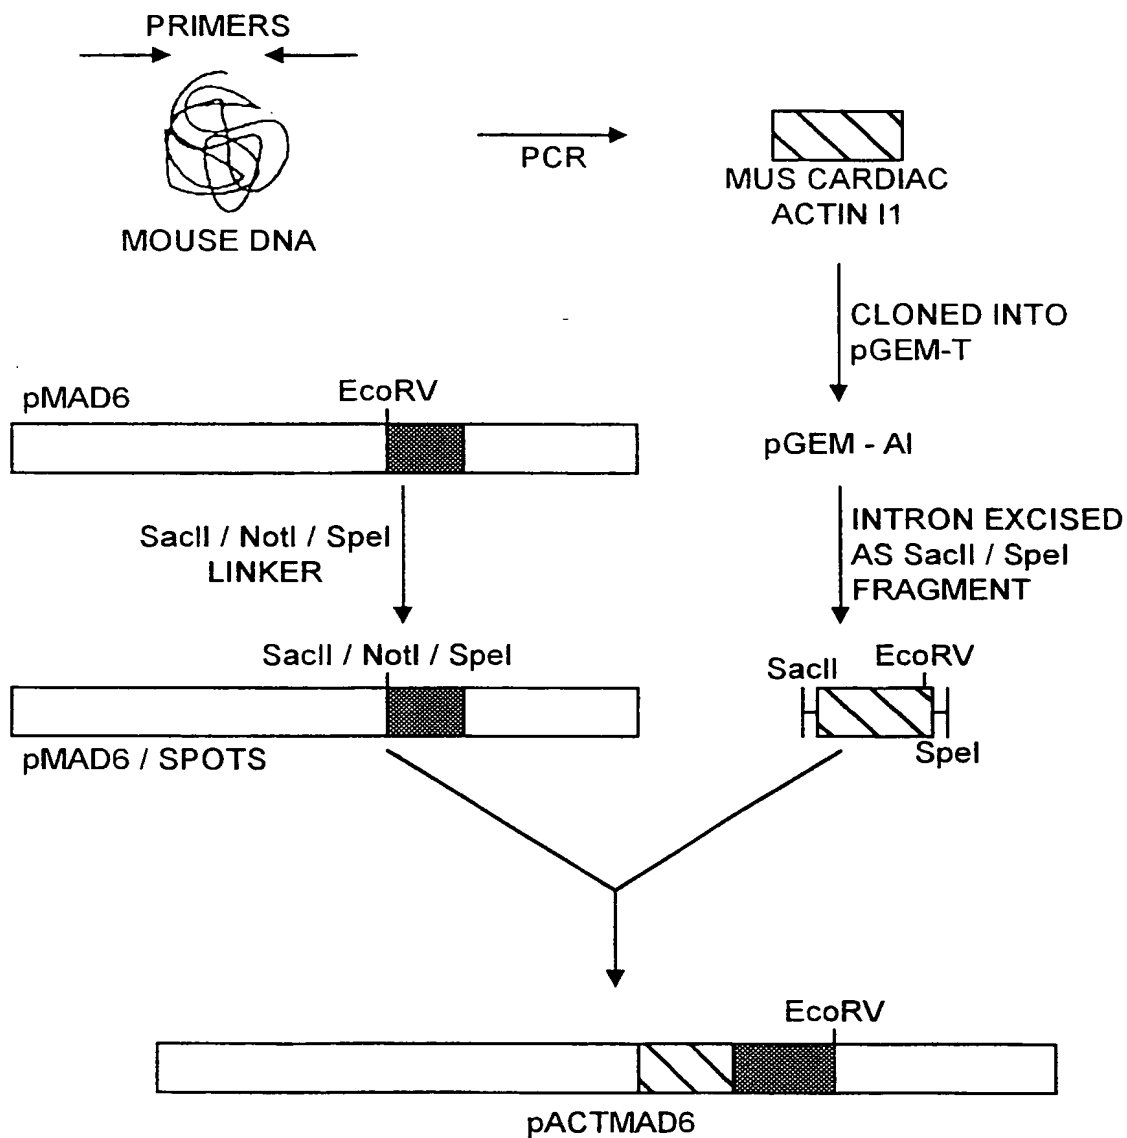 PRIMERS
PCR
MOUSE DNA
MUS CARDIAC
ACTIN I1
CLONED INTO
pGEM-T
pMAD6
EcoRV
pGEM - AI
SacII / NotI / SpeI
LINKER
INTRON EXCISED
AS SacII / SpeI
FRAGMENT
SacII / NotI / SpeI
pMAD6 / SPOTS
SacII
EcoRV
SpeI
EcoRV
pACTMAD6